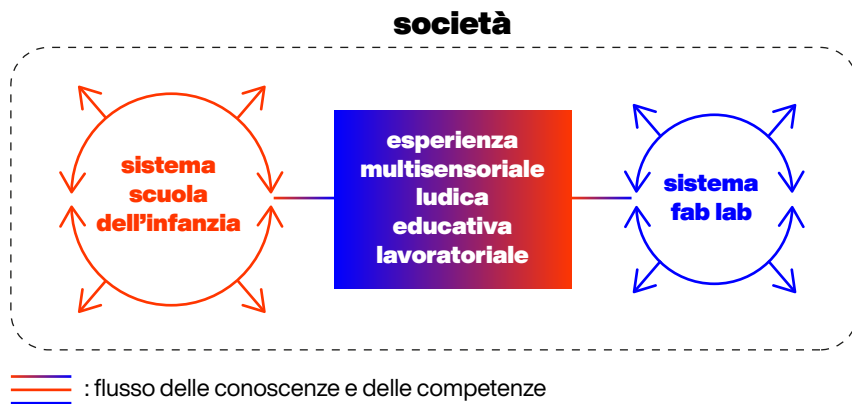 società
sistema
scuola
dell’infanzia
esperienza
multisensoriale
ludica
educativa
lavoratoriale
sistema
fab lab
: flusso delle conoscenze e delle competenze